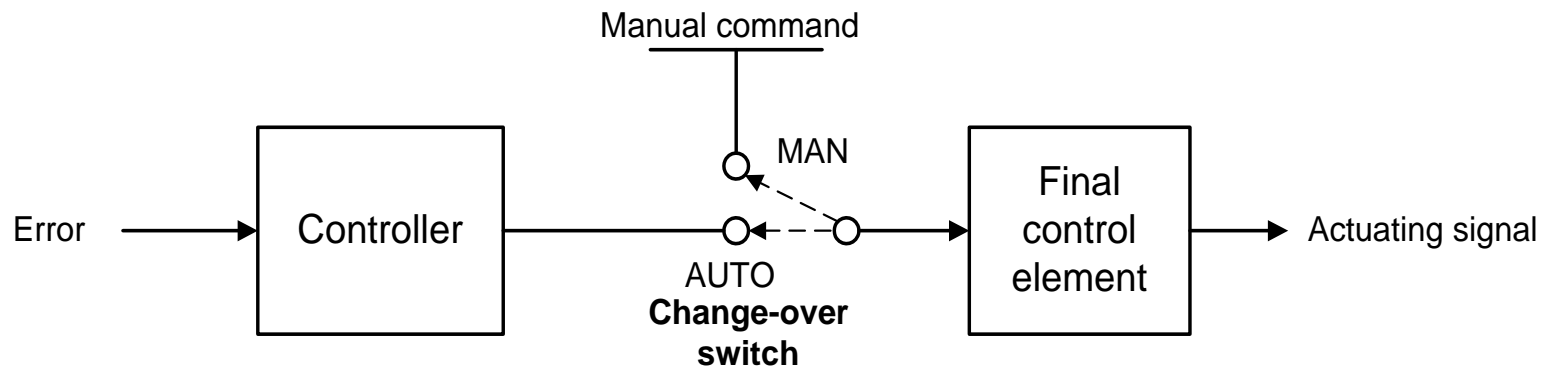 Manual command
MAN
Error
Controller
AUTO
Change-over
switch
Final
control
element
Actuating signal